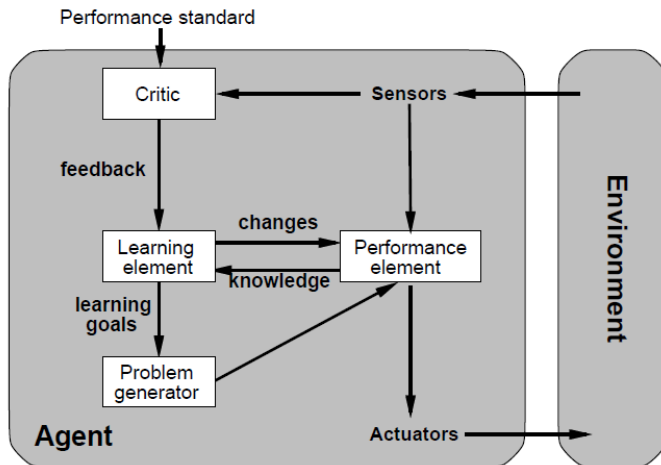 Performance standard
Critic
Sensors
feedback
changes
Learning
element
Performance
element
knowledge
learning
goals
Problem
generator
Agent
Actuators
Environment